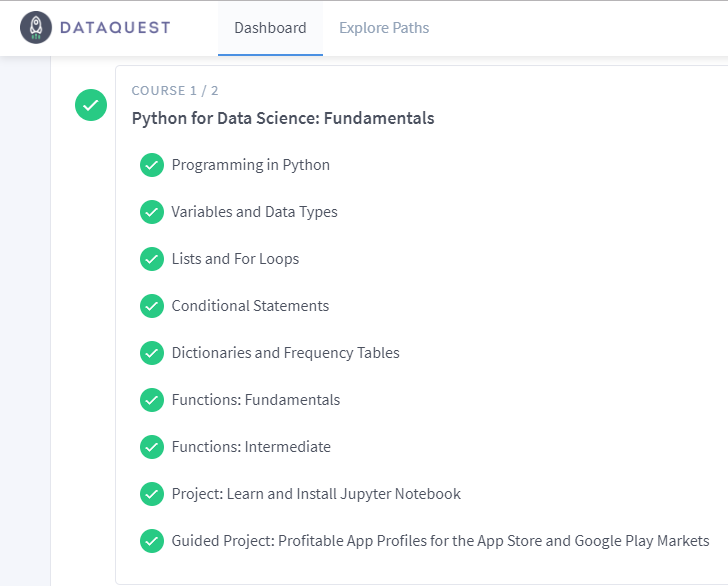 DATAQUEST
Dashboard
Explore Paths
COURSE 1 / 2
Python for Data Science: Fundamentals
Programming in Python
Variables and Data Types
Lists and For Loops
Conditional Statements
Dictionaries and Frequency Tables
Functions: Fundamentals
Functions: Intermediate
Project: Learn and Install Jupyter Notebook
Guided Project: Profitable App Profiles for the App Store and Google Play Markets